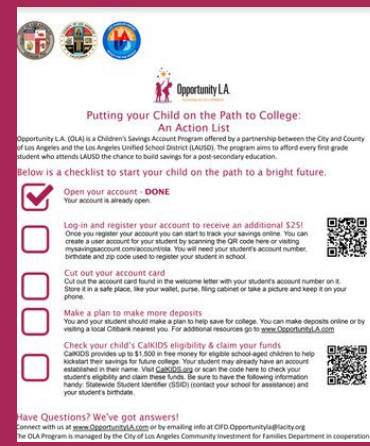 Opportunity L.A.
Putting your Child on the Path to College:
An Action List
Opportunity L.A. (OLA) is a Children's Savings Account Program offered by a partnership between the City and County
of Los Angeles and the Los Angeles Unified School District (LAUSD). The program aims to afford every first-grade
student who attends LAUSD the chance to build savings for a post-secondary education.
Below is a checklist to start your child on the path to a bright future.
Open your account - DONE
Your account is already open.
Log-in and register your account to receive an additional $25!
Once you register your account you can start to track your savings online. You can
create a user account for your student by scanning the QR code here or visiting
mysavingsaccount.com/account/ola. You will need your student's account number,
birthdate and zip code used to register your student in school.
Cut out your account card
Cut out the account card found in the welcome letter with your student's account number on it.
Store it in a safe place, like your wallet, purse, filing cabinet or take a picture and keep it on your
phone.
Make a plan to make more deposits
You and your student should make a plan to help save for college. You can make deposits online or by
visiting a local Citibank nearest you. For additional resources go to www.OpportunityLA.com
Check your child's CalKIDS eligibility & claim your funds
CalKIDS provides up to $1,500 in free money for eligible school-aged children to help
kickstart their savings for future college. Your student may already have an account
established in their name. Visit CalKIDS.org or scan the code here to check your
student's eligibility and claim these funds. Be sure to have the following information
handy: Statewide Student Identifier (SSID) (contact your school for assistance) and
your student's birthdate.
Have Questions? We've got answers!
Connect with us at www.OpportunityLA.com or by emailing info at CIFD.Opportunityla@lacity.org
The OLA Program is managed by the City of Los Angeles Community Investment for Families Department in cooperation